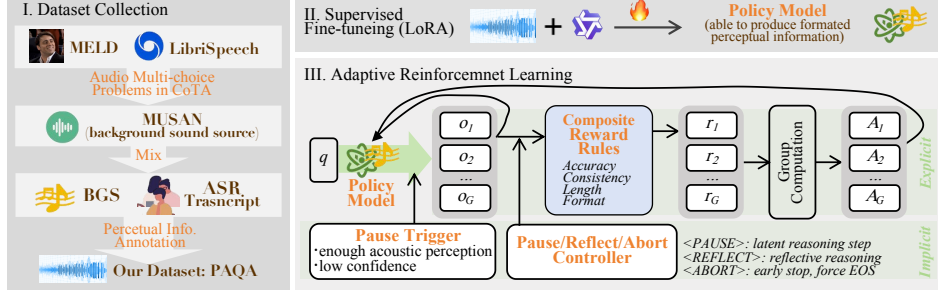 I. Dataset Collection
MELD
LibriSpeech
Audio Multi-choice
Problems in CoTA
MUSAN
(background sound source)
Mix
BGS
ASR
Trasncript
Percetual Info.
Annotation
Our Dataset: PAQA
II. Supervised
Fine-tuneing (LoRA)
+
Policy Model
(able to produce formated
perceptual information)
III. Adaptive Reinforcemnet Learning
q
Policy
Model
o1
o2
...
oG
Composite
Reward
Rules
Accuracy
Consistency
Length
Format
r1
r2
...
rG
Group
Computation
A1
A2
...
AG
Explicit
Pause Trigger
·enough acoustic perception
·low confidence
Pause/Reflect/Abort
Controller
<PAUSE>: latent reasoning step
<REFLECT>: reflective reasoning
<ABORT>: early stop, force EOS
Implicit